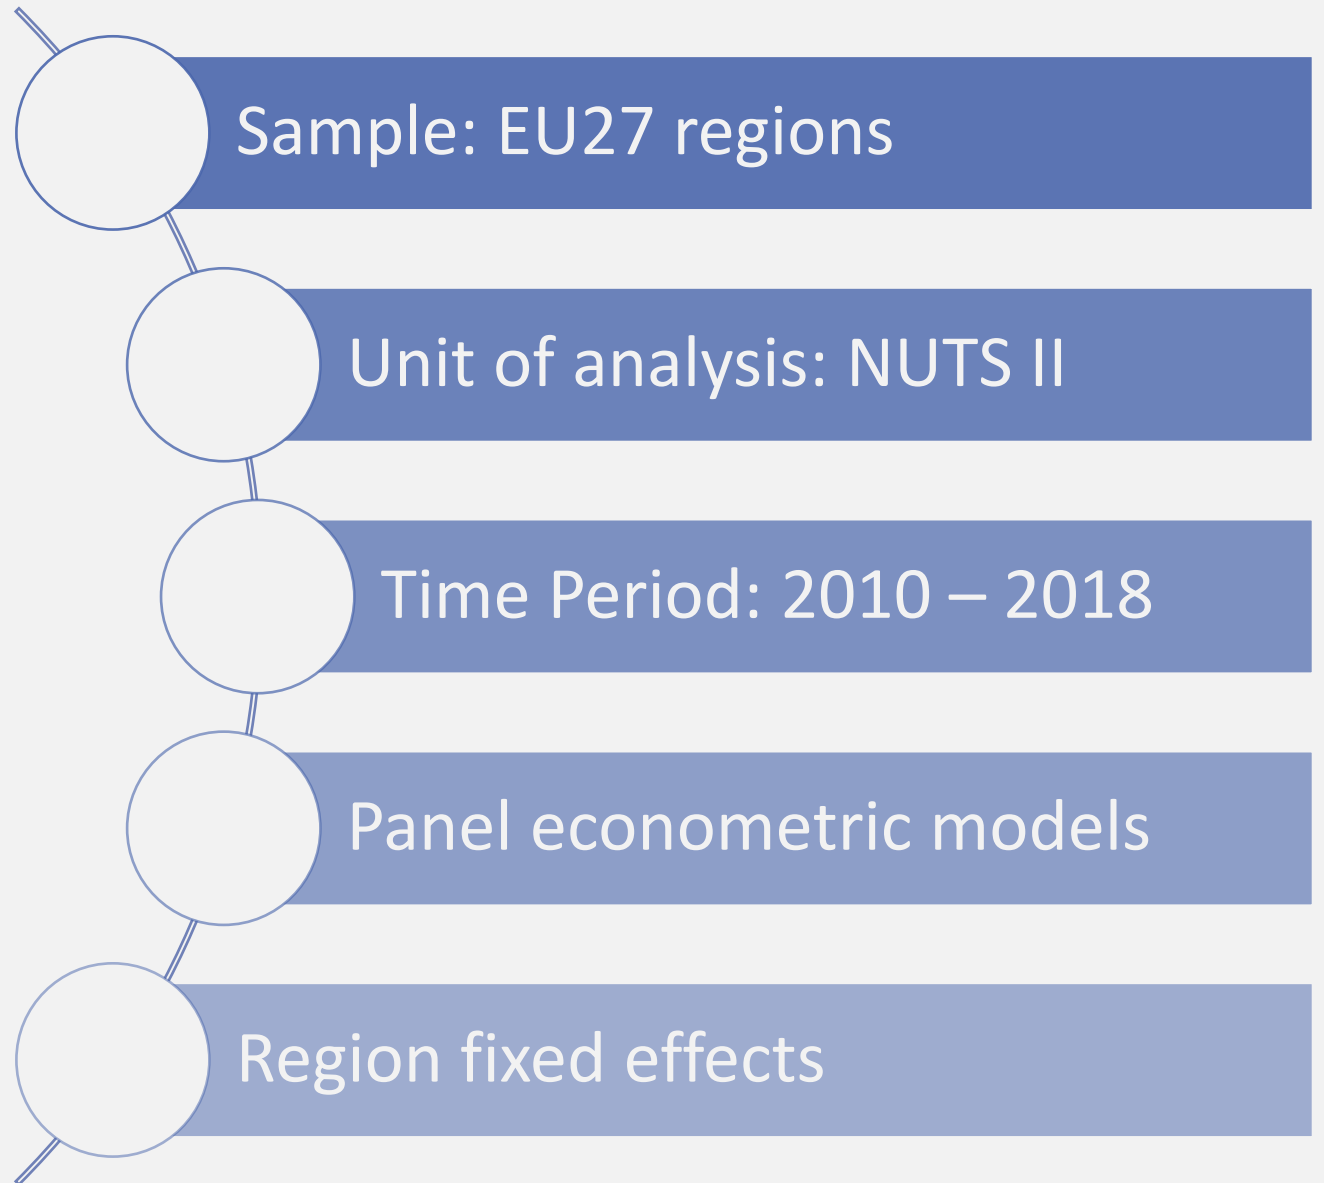 Sample: EU27 regions
Unit of analysis: NUTS II
Time Period: 2010 – 2018
Panel econometric models
Region fixed effects